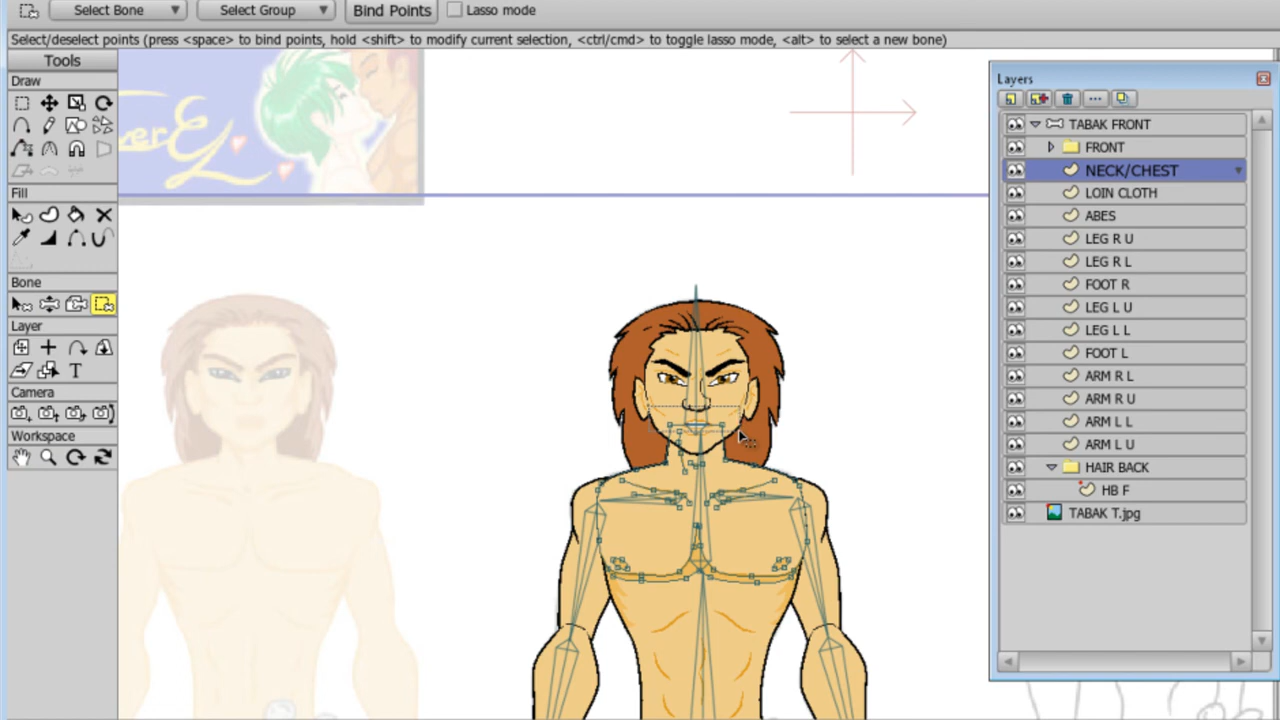 Select Bone
Select Group
Bind Points
Lasso mode
Select/deselect points (press <space> to bind points, hold <shift> to modify current selection, <ctrl/cmd> to toggle lasso mode, <alt> to select a new bone)
Tools
Draw
Fill
Bone
Layer
T
Camera
Workspace
Layers
TABAK FRONT
FRONT
NECK/CHEST
LOIN CLOTH
ABES
LEG R U
LEG R L
FOOT R
LEG L U
LEG L L
FOOT L
ARM R L
ARM R U
ARM L L
ARM L U
HAIR BACK
HB F
TABAK T.jpg